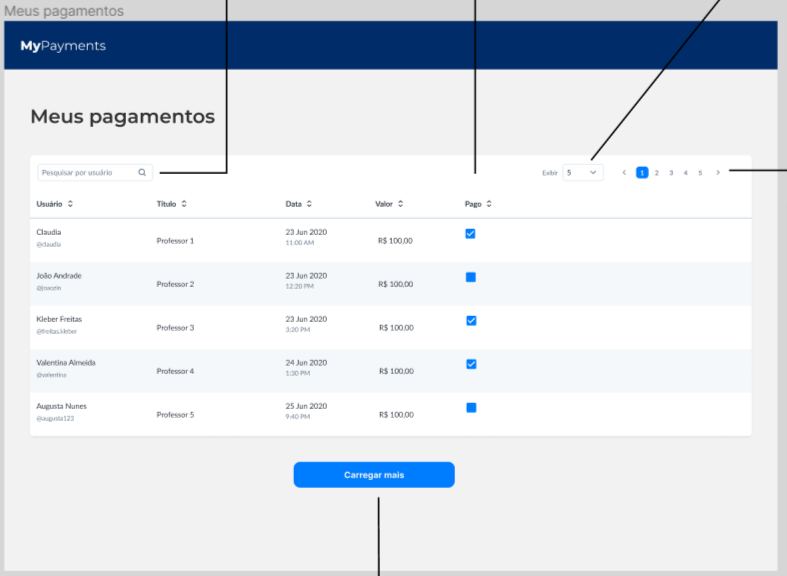 Meus pagamentos
MyPayments
Meus pagamentos
Pesquisar por usuário
Exibir 5 1 2 3 4 5
Usuário Título Data Valor Pago
Claudia 23 Jun 2020
@claudia Professor 1 11:00 AM R$ 100,00
João Andrade 23 Jun 2020
Professor 2 12:20 PM R$ 100,00
Kleber Freitas 23 Jun 2020
@freitas.kleber Professor 3 3:20 PM R$ 100,00
Valentina Almeida 24 Jun 2020
@valentina Professor 4 1:30 PM R$ 100,00
Augusta Nunes 25 Jun 2020
@augusta123 Professor 5 9:40 PM R$ 100,00
Carregar mais